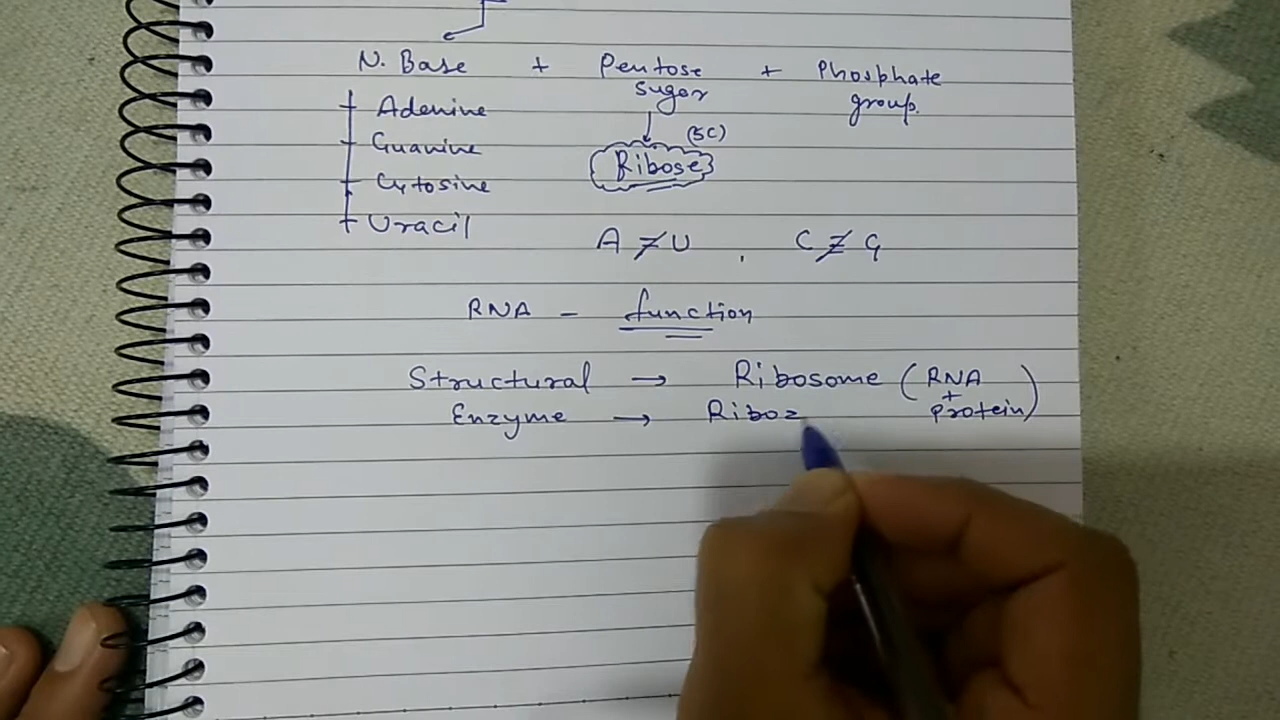 N. Base + Pentose sugar + Phosphate group.
Adenine
Guanine
Cytosine
Uracil
(5C)
Ribose
A ≠ U , C ≠ G
RNA - function
Structural → Ribosome (RNA + protein)
Enzyme → Riboz